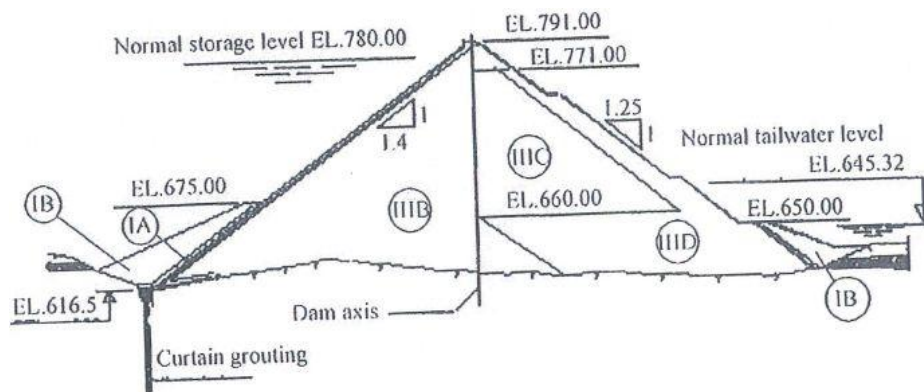 EL.791.00
Normal storage level EL.780.00
EL.771.00
1.25
1
1
1.4
Normal tailwater level
IIIC
EL.645.32
IB
EL.675.00
IA
IIIB
EL.660.00
EL.650.00
IIID
EL.616.5
IB
Dam axis
Curtain grouting